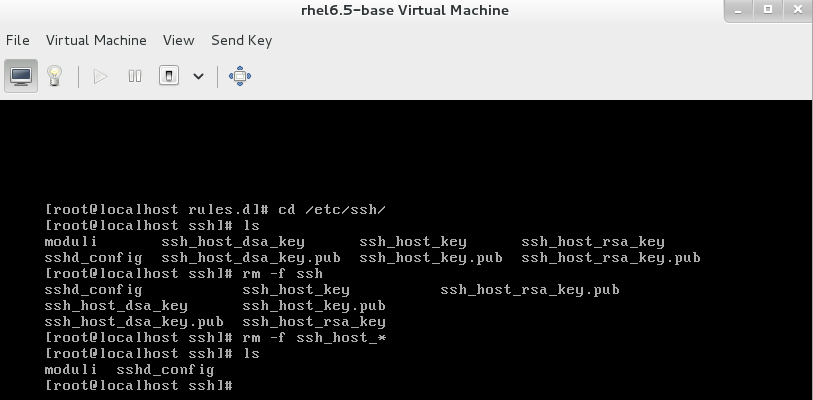 rhel6.5-base Virtual Machine
File Virtual Machine View Send Key
[root@localhost rules.d]# cd /etc/ssh/
[root@localhost ssh]# ls
moduli ssh_host_dsa_key ssh_host_key ssh_host_rsa_key
sshd_config ssh_host_dsa_key.pub ssh_host_key.pub ssh_host_rsa_key.pub
[root@localhost ssh]# rm -f ssh
sshd_config ssh_host_key ssh_host_rsa_key.pub
ssh_host_dsa_key ssh_host_key.pub
ssh_host_dsa_key.pub ssh_host_rsa_key
[root@localhost ssh]# rm -f ssh_host_*
[root@localhost ssh]# ls
moduli sshd_config
[root@localhost ssh]#